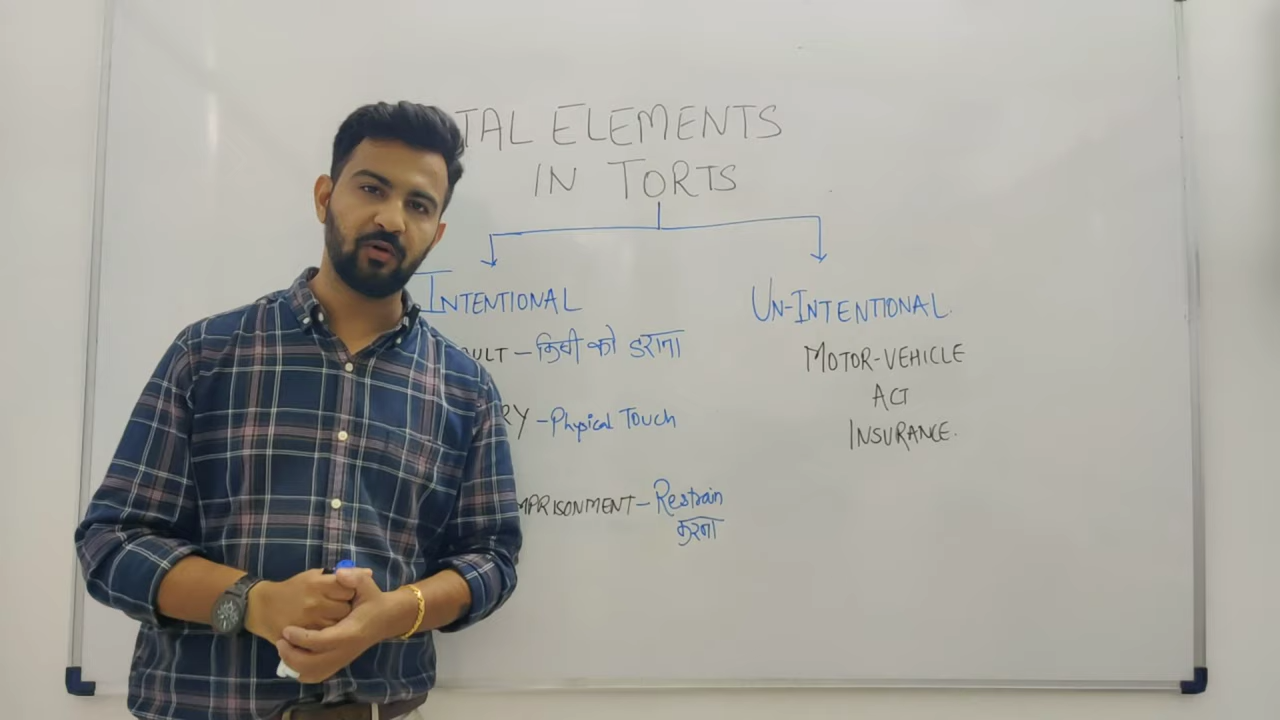 TAL ELEMENTS
IN TORTS
INTENTIONAL
UN-INTENTIONAL.
ULT - किसी को डराना
MOTOR-VEHICLE
ACT
RY - Physical Touch
INSURANCE.
MPRISONMENT - Restrain
करना